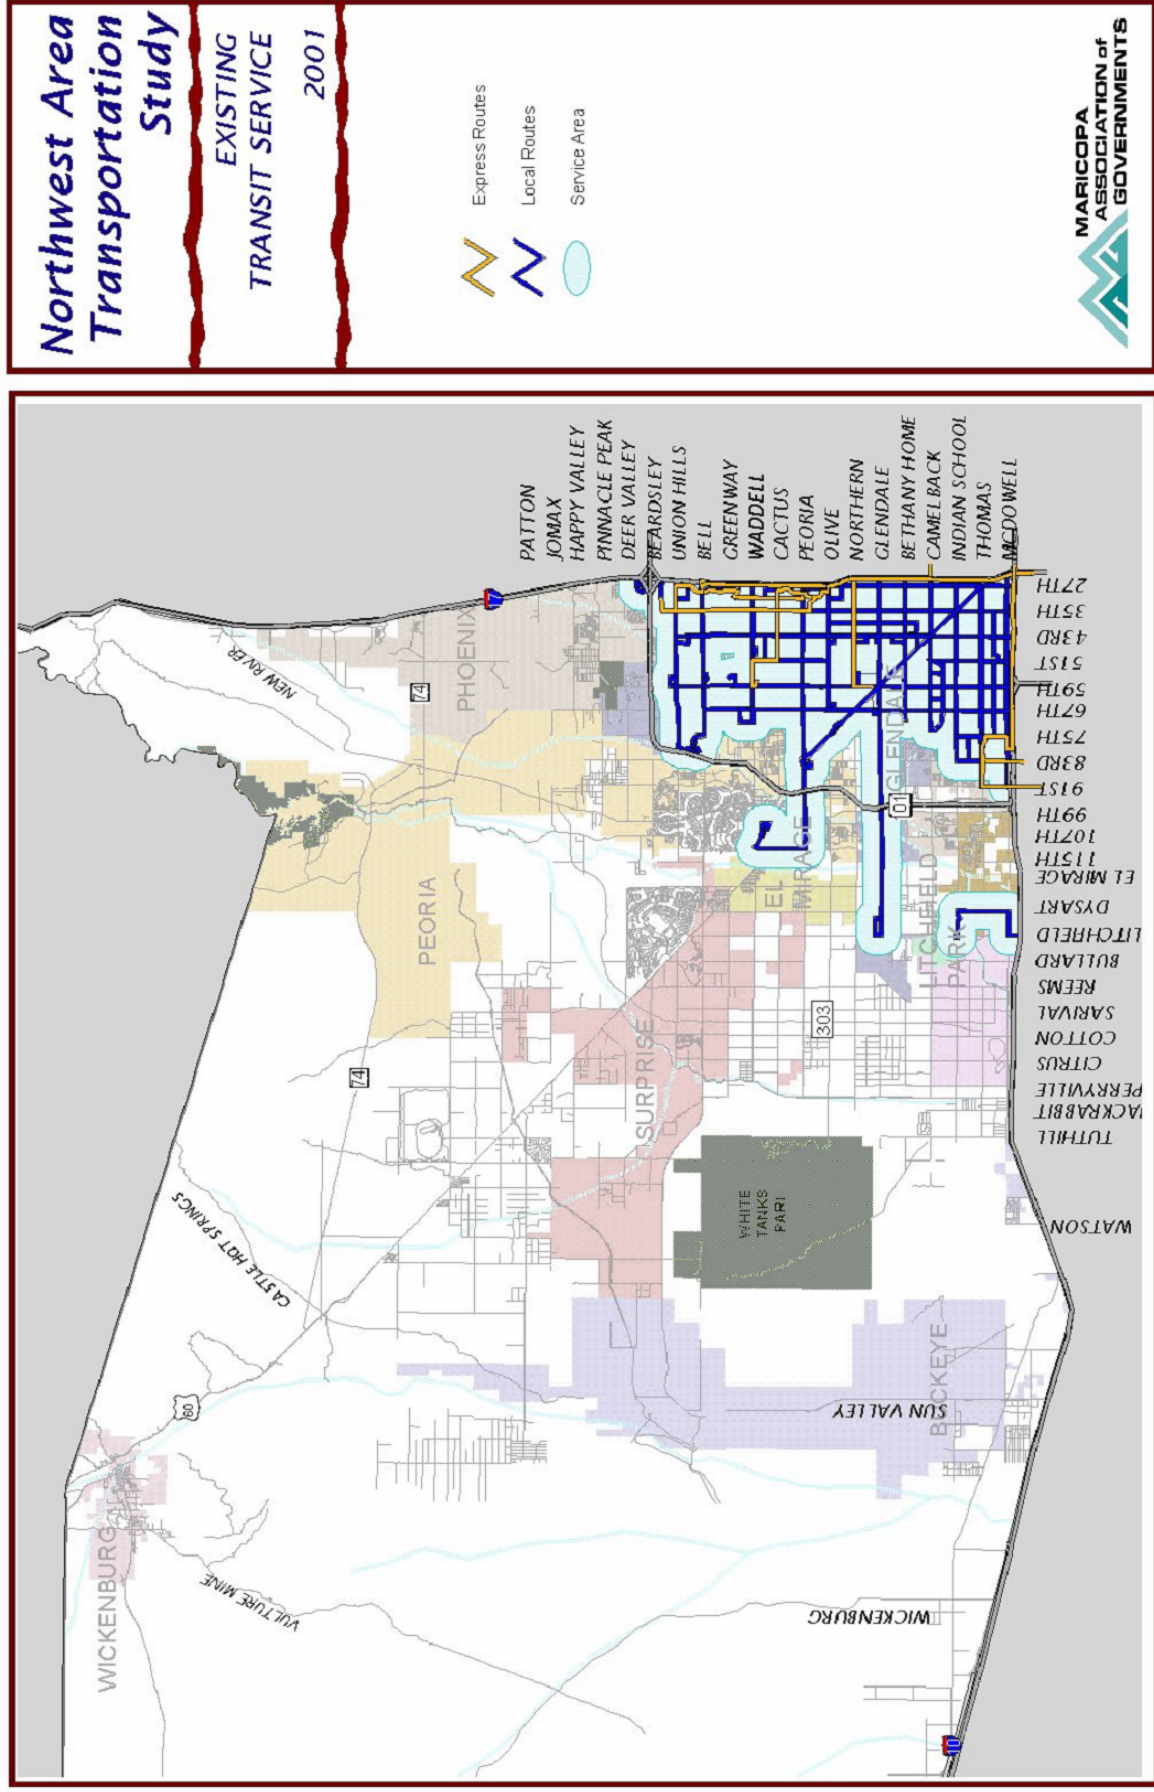 Northwest Area
Transportation
Study
EXISTING
TRANSIT SERVICE
2001
Express Routes
Local Routes
Service Area
MARICOPA
ASSOCIATION of
GOVERNMENTS
PATTON
JOMAX
HAPPY VALLEY
PINNACLE PEAK
DEER VALLEY
BEARDSLEY
UNION HILLS
BELL
GREENWAY
WADDELL
CACTUS
PEORIA
OLIVE
NORTHERN
GLENDALE
BETHANY HOME
CAMELBACK
INDIAN SCHOOL
THOMAS
MCDOWELL
27TH
35TH
43RD
51ST
59TH
67TH
75TH
83RD
91ST
99TH
107TH
115TH
EL MIRAGE
DYSART
LITCHFIELD
BULLARD
REEMS
SARIVAL
COTTON
CITRUS
PERRYVILLE
JACKRABBIT
TUTHILL
WATSON
NEW RIVER
74
PHOENIX
PEORIA
GLENDALE
101
EL
MIRAGE
LITCHFIELD
PARK
SURPRISE
303
74
WHITE
TANKS
PARI
CASTLE HOT SPRINGS
60
SUN VALLEY
BUCKEYE
WICKENBURG
VULTURE MINE
WICKENBURG
10